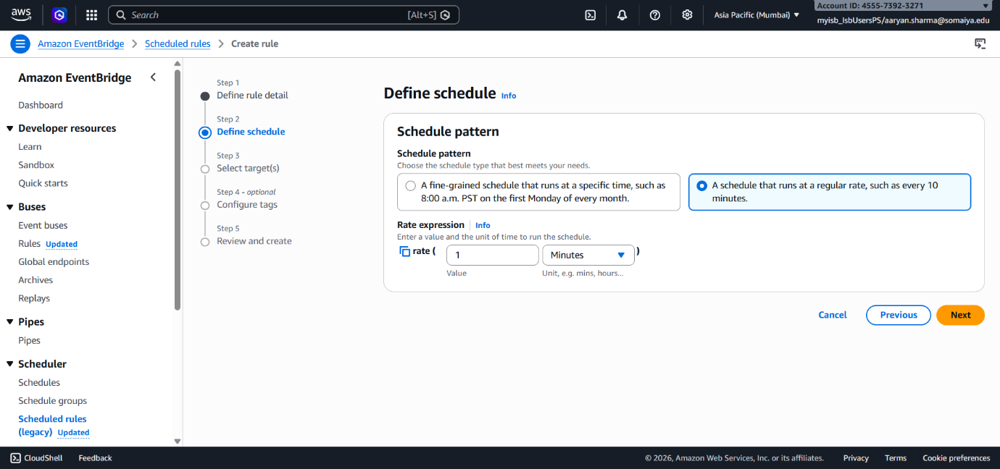 aws
Search
[Alt+S]
Asia Pacific (Mumbai)
Account ID: 4555-7392-3271
myisb_IsbUsersPS/aaryan.sharma@somaiya.edu
Amazon EventBridge
Scheduled rules
Create rule
Amazon EventBridge
Dashboard
Developer resources
Learn
Sandbox
Quick starts
Buses
Event buses
Rules Updated
Global endpoints
Archives
Replays
Pipes
Pipes
Scheduler
Schedules
Schedule groups
Scheduled rules
(legacy) Updated
Step 1
Define rule detail
Step 2
Define schedule
Step 3
Select target(s)
Step 4 - optional
Configure tags
Step 5
Review and create
Define schedule Info
Schedule pattern
Schedule pattern
Choose the schedule type that best meets your needs.
A fine-grained schedule that runs at a specific time, such as
8:00 a.m. PST on the first Monday of every month.
A schedule that runs at a regular rate, such as every 10
minutes.
Rate expression Info
Enter a value and the unit of time to run the schedule.
rate ( 1 Minutes )
Value Unit, e.g. mins, hours...
Cancel Previous Next
CloudShell Feedback © 2026, Amazon Web Services, Inc. or its affiliates. Privacy Terms Cookie preferences